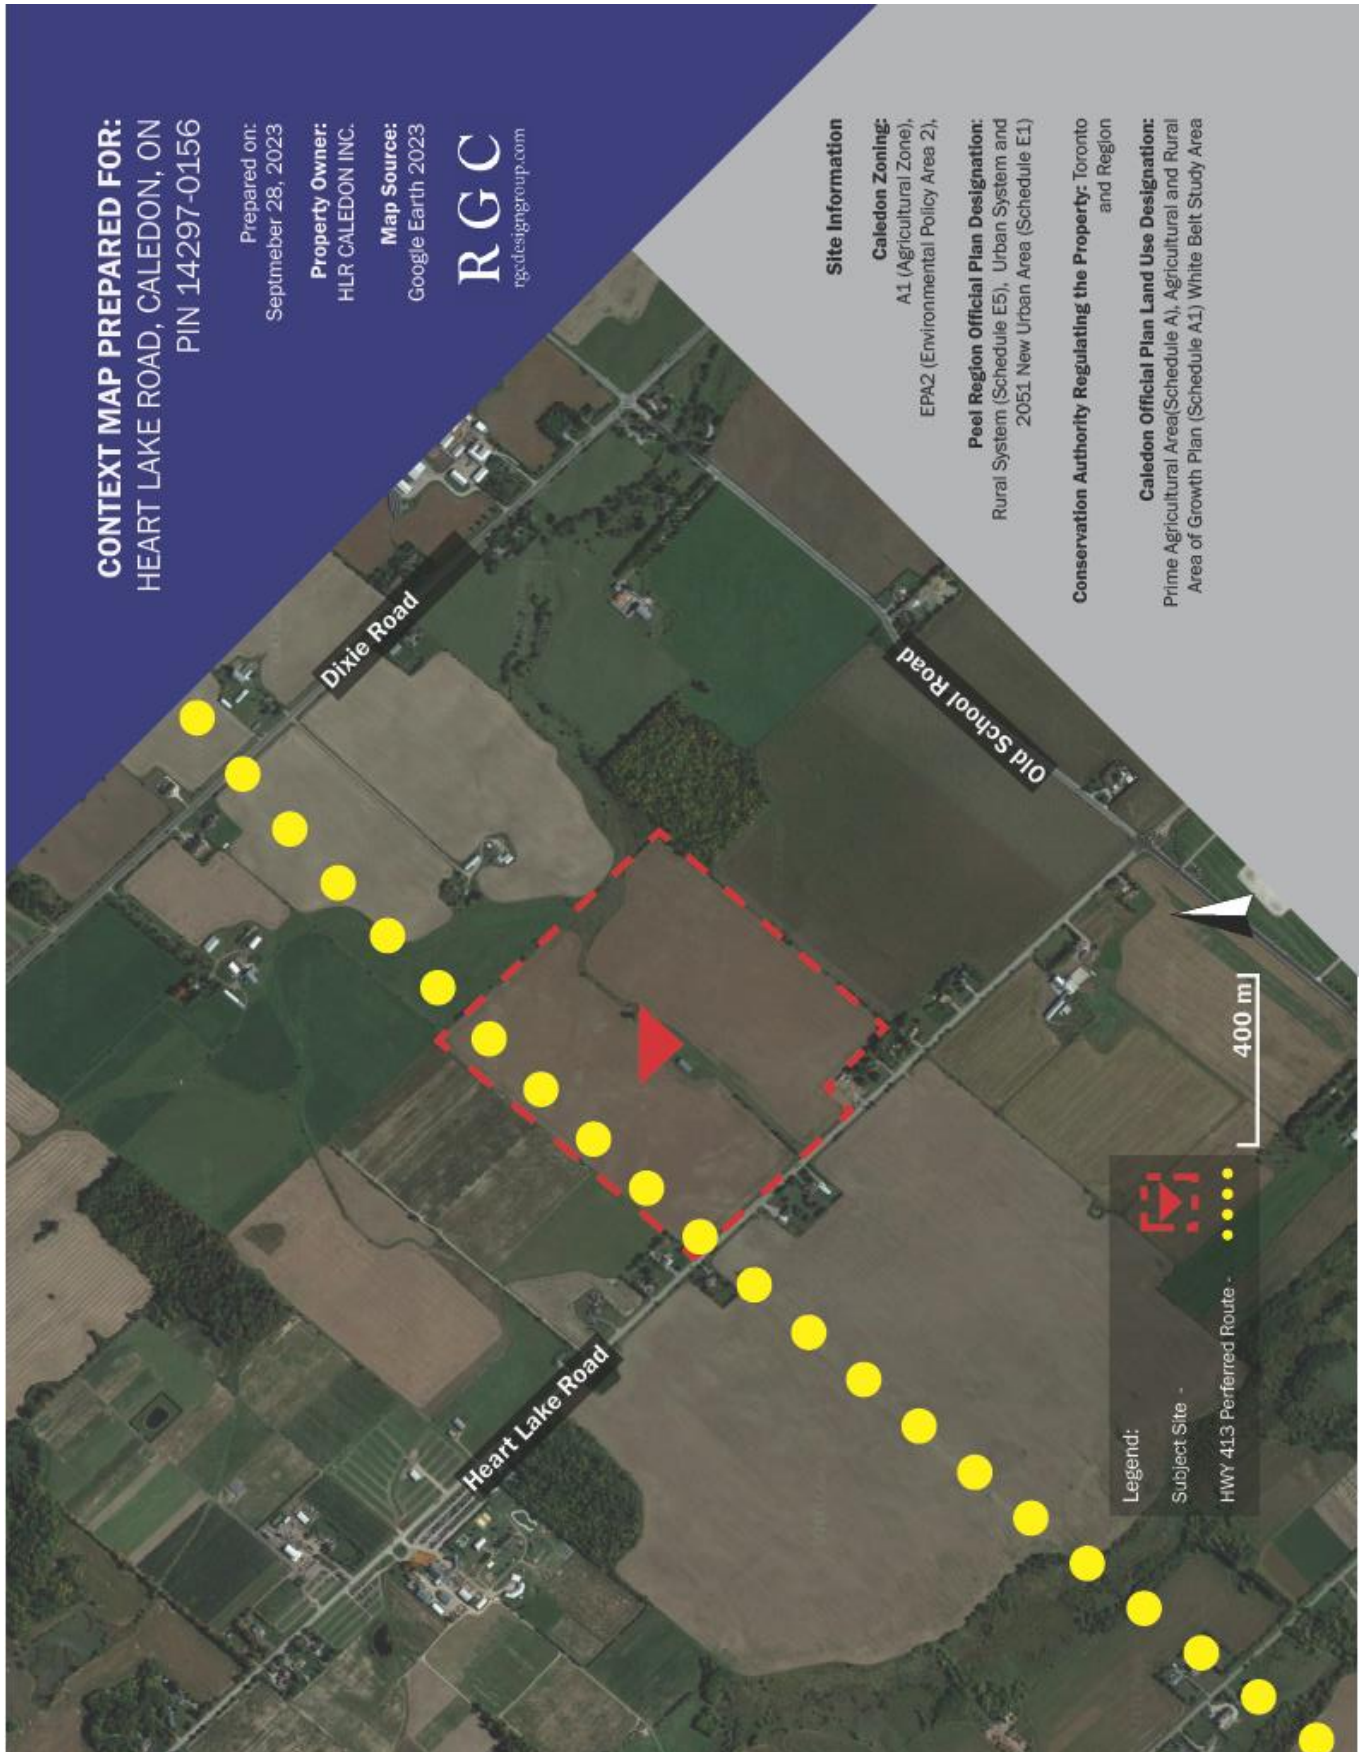 CONTEXT MAP PREPARED FOR:
HEART LAKE ROAD, CALEDON, ON
PIN 14297-0156
Prepared on:
Septmeber 28, 2023
Property Owner:
HLR CALEDON INC.
Map Source:
Google Earth 2023
R G C
rgcdesigngroup.com
Site Information
Caledon Zoning:
A1 (Agricultural Zone),
EPA2 (Environmental Policy Area 2),
Peel Region Official Plan Designation:
Rural System (Schedule E5), Urban System and
2051 New Urban Area (Schedule E1)
Conservation Authority Regulating the Property: Toronto
and Region
Caledon Official Plan Land Use Designation:
Prime Agricultural Area(Schedule A), Agricultural and Rural
Area of Growth Plan (Schedule A1) White Belt Study Area
Dixie Road
Old School Road
Heart Lake Road
Legend:
Subject Site -
HWY 413 Perferred Route -
400 m